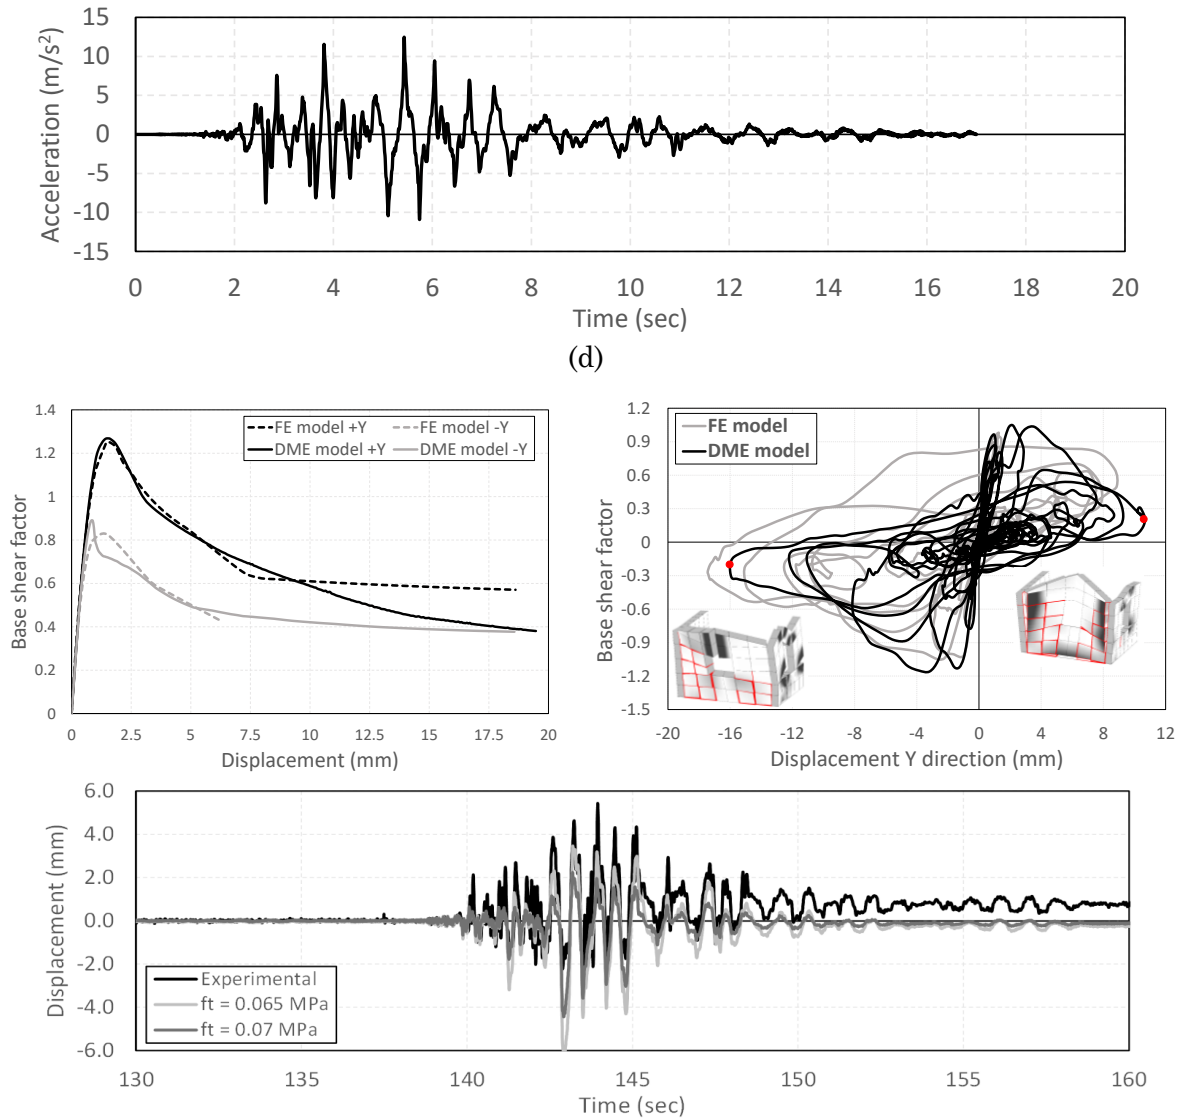 Acceleration (m/s²)
15
10
5
0
-5
-10
-15
0 2 4 6 8 10 12 14 16 18 20
Time (sec)
(d)
Base shear factor
1.4
1.2
1
0.8
0.6
0.4
0.2
0
FE model +Y FE model -Y
DME model +Y DME model -Y
0 2.5 5 7.5 10 12.5 15 17.5 20
Displacement (mm)
Base shear factor
1.2
0.9
0.6
0.3
0
-0.3
-0.6
-0.9
-1.2
-1.5
FE model
DME model
-20 -16 -12 -8 -4 0 4 8 12
Displacement Y direction (mm)
Displacement (mm)
6.0
4.0
2.0
0.0
-2.0
-4.0
-6.0
Experimental
ft = 0.065 MPa
ft = 0.07 MPa
130 135 140 145 150 155 160
Time (sec)